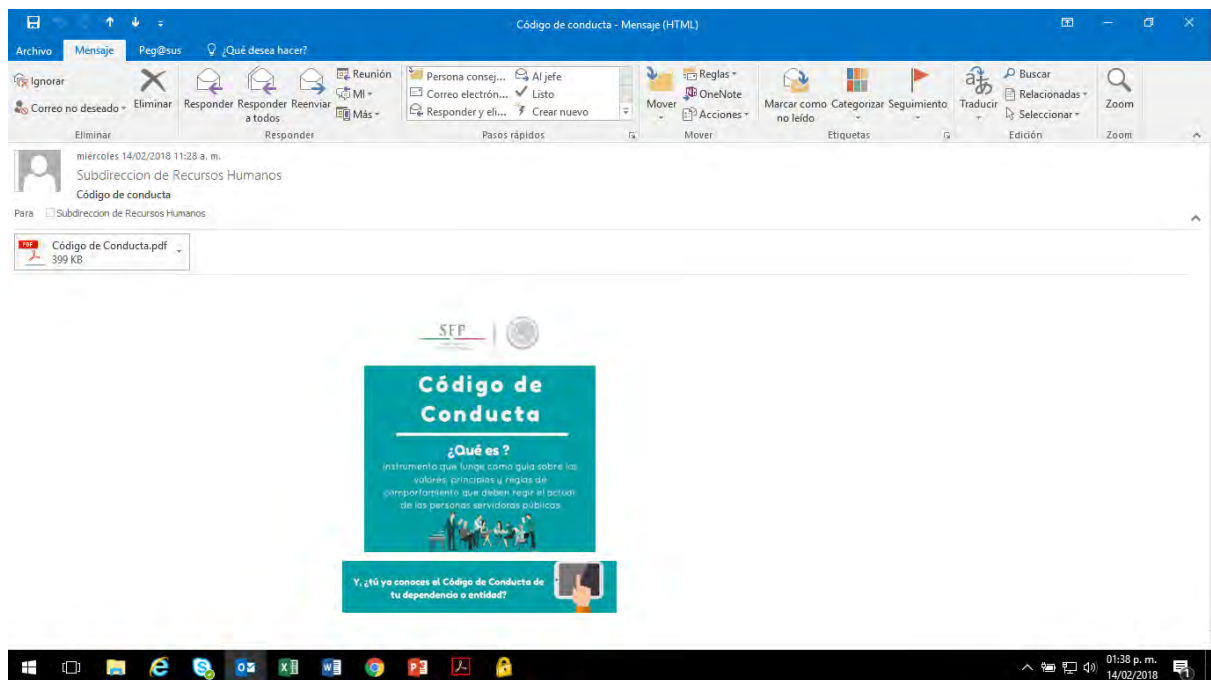 Código de conducta - Mensaje (HTML)
Archivo Mensaje Peg@sus ¿Qué desea hacer?
Ignorar
Correo no deseado
Eliminar
Responder
Responder a todos
Reenviar
Reunión
MI
Más
Persona consej...
Correo electrón...
Responder y eli...
Al jefe
Listo
Crear nuevo
Mover
Reglas
OneNote
Acciones
Marcar como no leído
Categorizar
Seguimiento
Traducir
Buscar
Relacionadas
Seleccionar
Zoom
Eliminar Responder Pasos rápidos Mover Etiquetas Edición Zoom
miércoles 14/02/2018 11:28 a. m.
Subdireccion de Recursos Humanos
Código de conducta
Para Subdireccion de Recursos Humanos
PDF
Código de Conducta.pdf
399 KB
SFP
Código de
Conducta
¿Qué es ?
Instrumento que funge como guía sobre los
valores, principios y reglas de
comportamiento que deben regir el actuar
de las personas servidoras públicas
Y, ¿tú ya conoces el Código de Conducta de
tu dependencia o entidad?
01:38 p. m.
14/02/2018